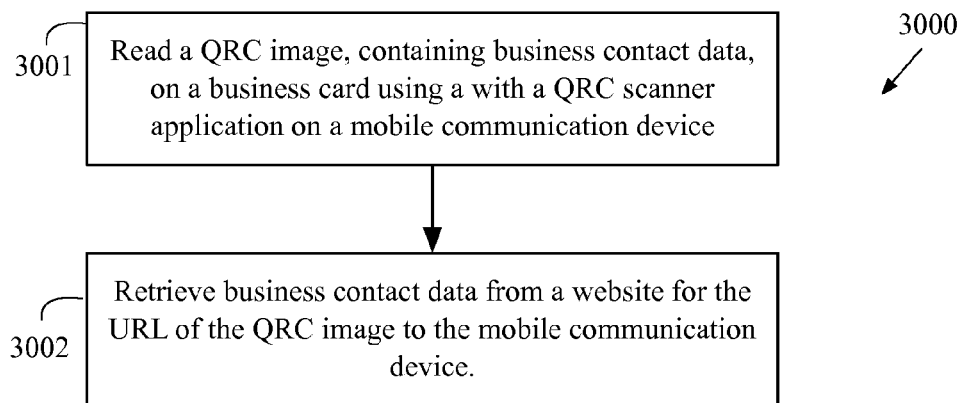 3000
3001
Read a QRC image, containing business contact data,
on a business card using a with a QRC scanner
application on a mobile communication device
3002
Retrieve business contact data from a website for the
URL of the QRC image to the mobile communication
device.